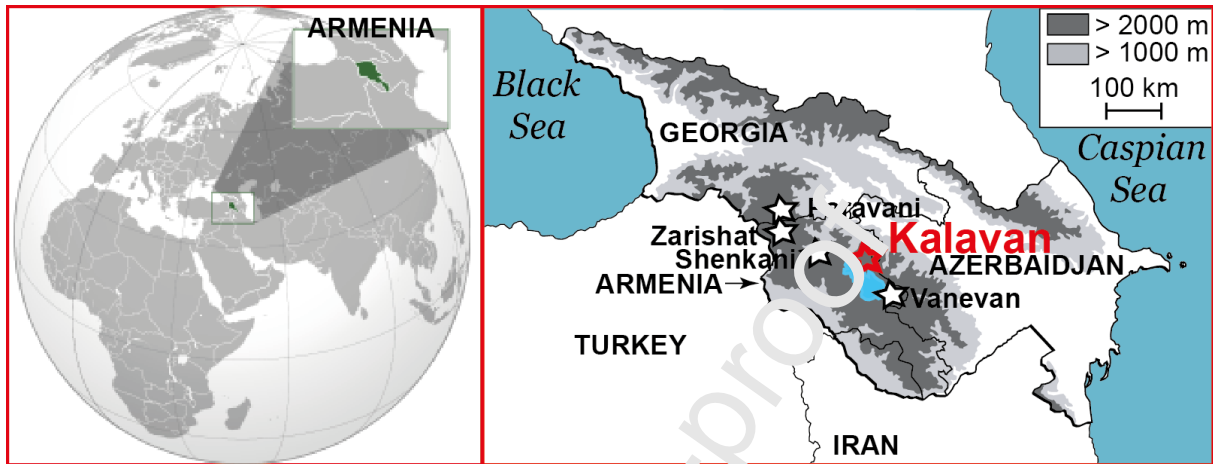 ARMENIA
> 2000 m
> 1000 m
100 km
Black
Sea
GEORGIA
Caspian
Sea
Zarishat
Kalavan
Shenkani
AZERBAIDJAN
ARMENIA
Vanevan
TURKEY
IRAN